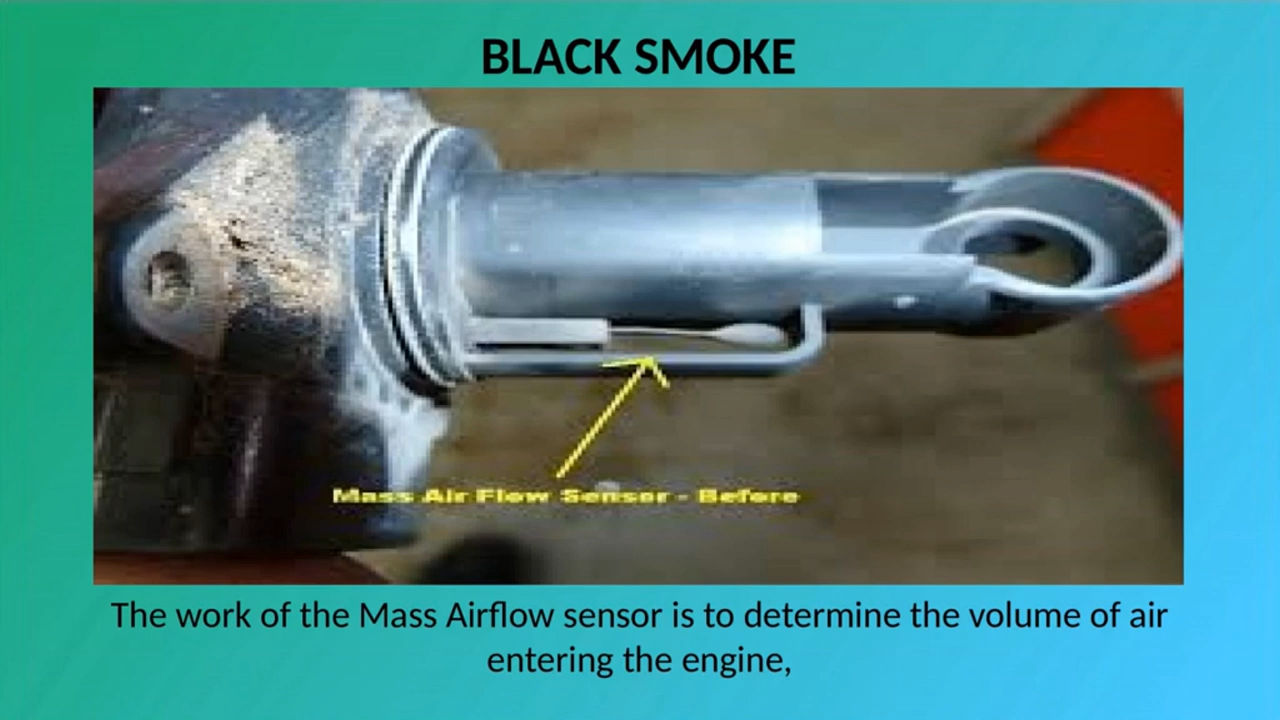 BLACK SMOKE
Mass Air Flow Sensor - Before
The work of the Mass Airflow sensor is to determine the volume of air
entering the engine,